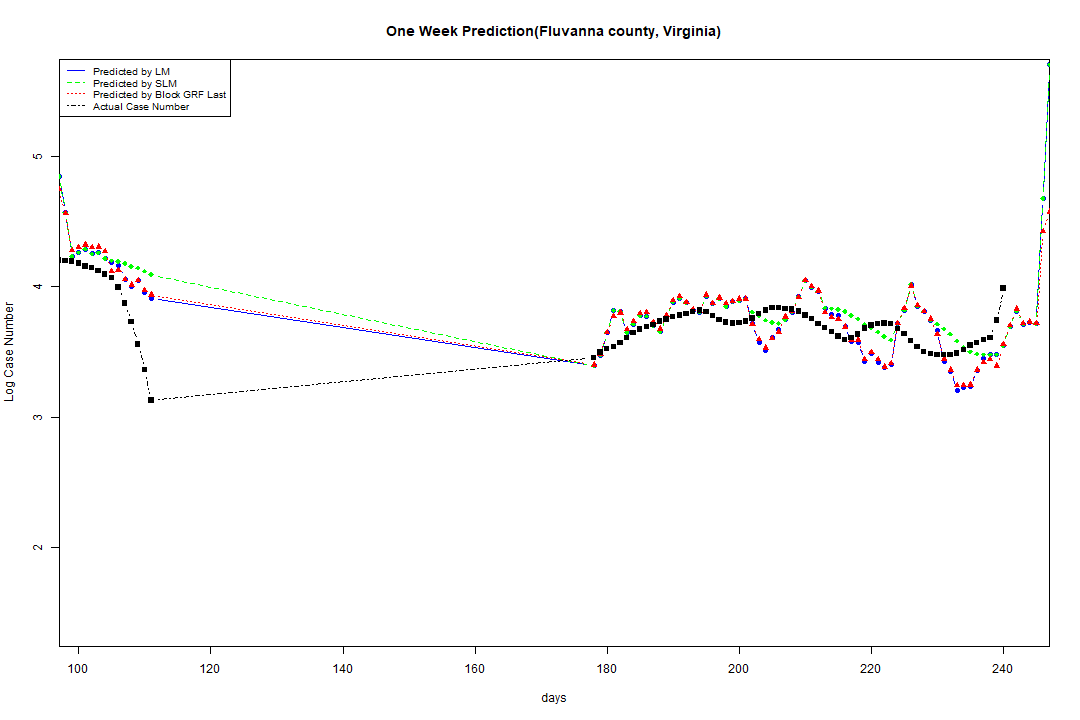 One Week Prediction(Fluvanna county, Virginia)
Predicted by LM
Predicted by SLM
Predicted by Block GRF Last
Actual Case Number
Log Case Number
5
4
3
2
100 120 140 160 180 200 220 240
days